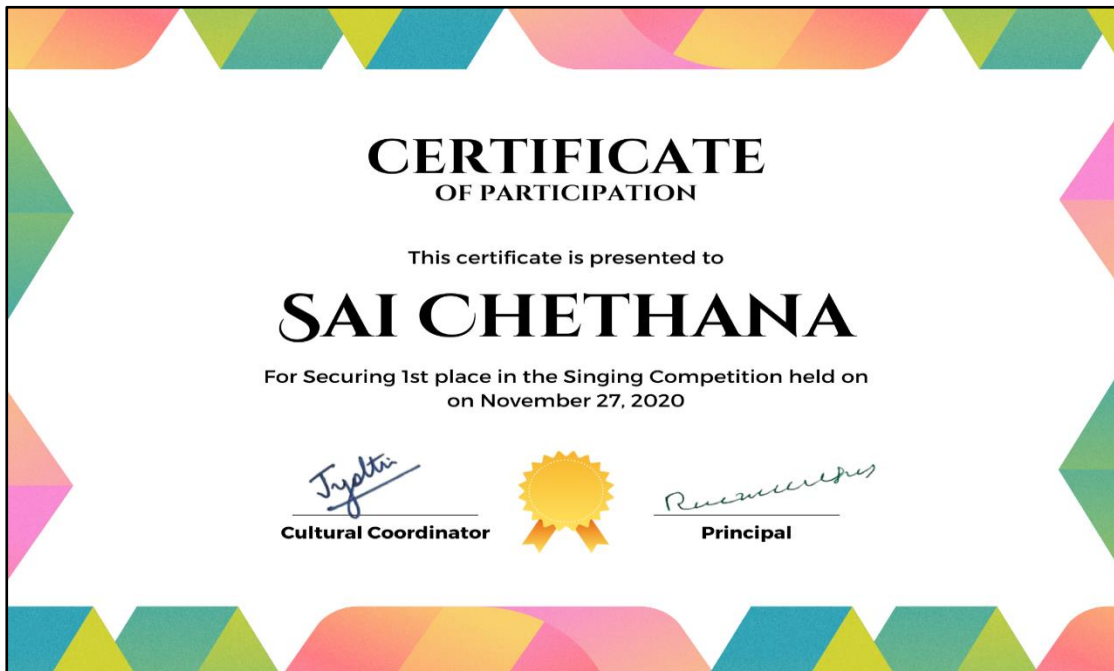 CERTIFICATE
OF PARTICIPATION
This certificate is presented to
SAI CHETHANA
For Securing 1st place in the Singing Competition held on
on November 27, 2020
Cultural Coordinator
Principal